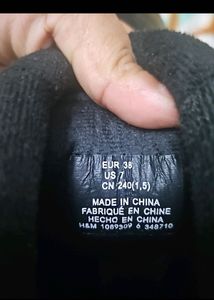 EUR 38
US 7
CN 240(1,5)
MADE IN CHINA
FABRIQUÉ EN CHINE
HECHO EN CHINA
H&M 1069309 6 348710